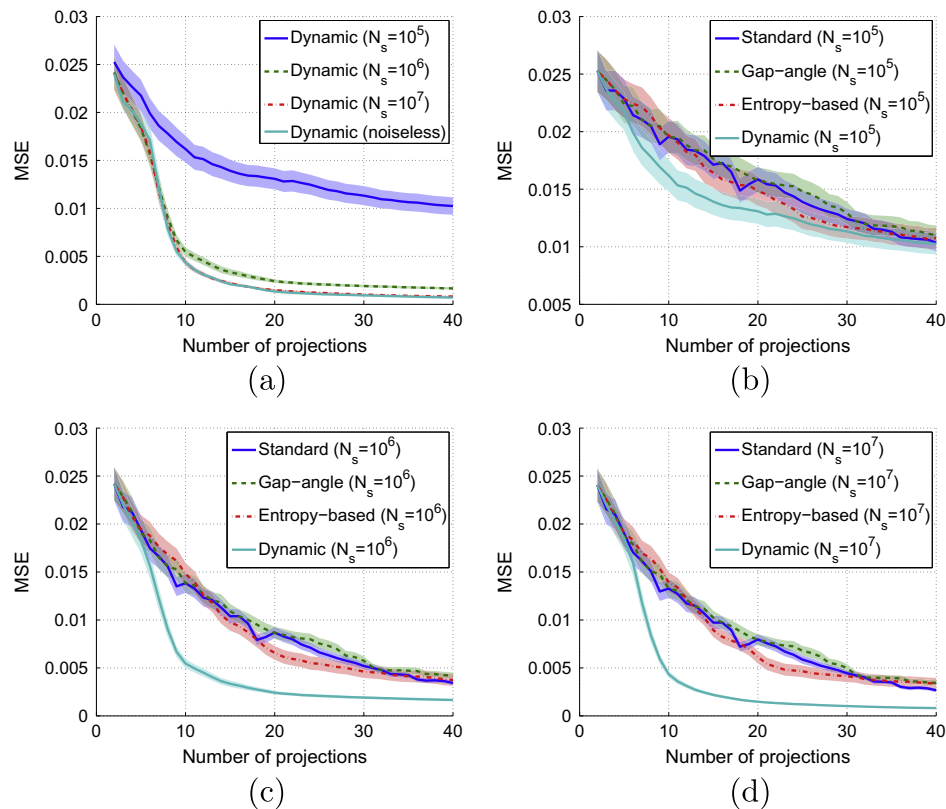 0.03
0.025
0.02
0.015
0.01
0.005
0
MSE
Dynamic (N_s=10^5)
Dynamic (N_s=10^6)
Dynamic (N_s=10^7)
Dynamic (noiseless)
0 10 20 30 40
Number of projections
(a)
0.03
0.025
0.02
0.015
0.01
0.005
MSE
Standard (N_s=10^5)
Gap-angle (N_s=10^5)
Entropy-based (N_s=10^5)
Dynamic (N_s=10^5)
0 10 20 30 40
Number of projections
(b)
0.03
0.025
0.02
0.015
0.01
0.005
0
MSE
Standard (N_s=10^6)
Gap-angle (N_s=10^6)
Entropy-based (N_s=10^6)
Dynamic (N_s=10^6)
0 10 20 30 40
Number of projections
(c)
0.03
0.025
0.02
0.015
0.01
0.005
0
MSE
Standard (N_s=10^7)
Gap-angle (N_s=10^7)
Entropy-based (N_s=10^7)
Dynamic (N_s=10^7)
0 10 20 30 40
Number of projections
(d)